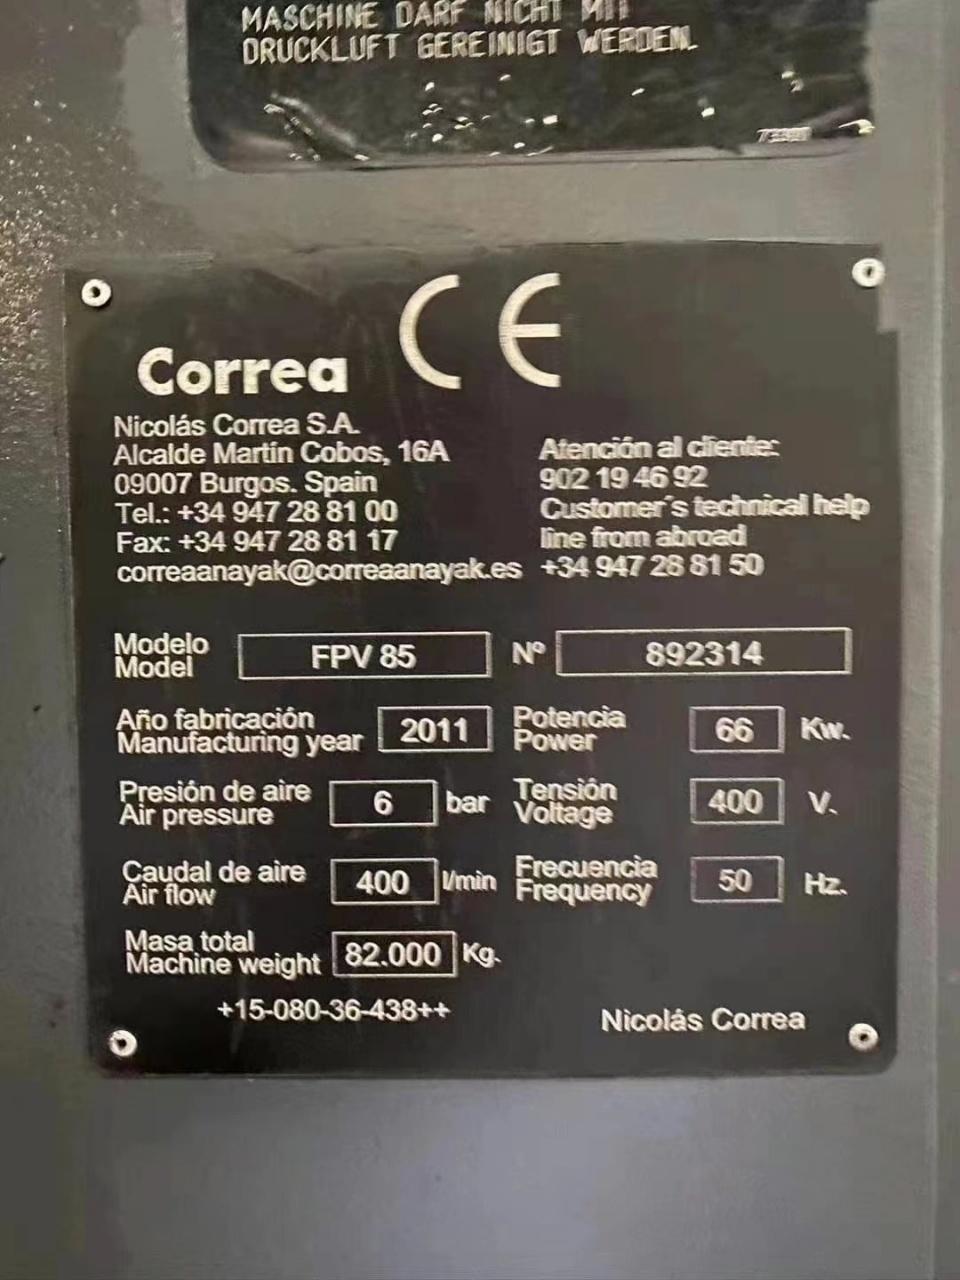 MASCHINE DARF NICHT MIT
DRUCKLUFT GEREINIGT WERDEN.
CE
Correa
Nicolás Correa S.A.
Alcalde Martín Cobos, 16A
09007 Burgos. Spain
Tel.: +34 947 28 81 00
Fax: +34 947 28 81 17
correaanayak@correaanayak.es
Atención al cliente:
902 19 46 92
Customer´s technical help
line from abroad
+34 947 28 81 50
Modelo
Model
FPV 85
Nº 892314
Año fabricación
Manufacturing year
2011
Potencia
Power
66 Kw.
Presión de aire
Air pressure
6 bar
Tensión
Voltage
400 V.
Caudal de aire
Air flow
400 l/min
Frecuencia
Frequency
50 Hz.
Masa total
Machine weight
82.000 Kg.
+15-080-36-438++
Nicolás Correa